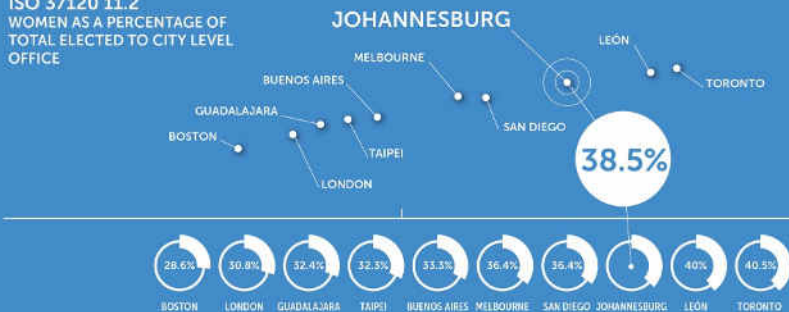 ISO 37120 11.2
WOMEN AS A PERCENTAGE OF
TOTAL ELECTED TO CITY LEVEL
OFFICE
JOHANNESBURG
LEÓN
MELBOURNE
TORONTO
BUENOS AIRES
GUADALAJARA
SAN DIEGO
BOSTON
TAIPEI
38.5%
LONDON
28.6% 30.8% 32.4% 32.3% 33.3% 36.4% 36.4% 40% 40.5%
BOSTON LONDON GUADALAJARA TAIPEI BUENOS AIRES MELBOURNE SAN DIEGO JOHANNESBURG LEÓN TORONTO